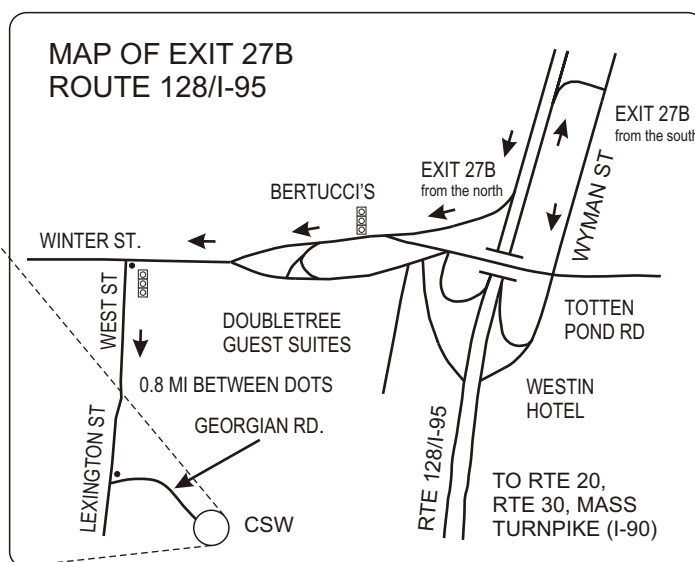 MAP OF EXIT 27B
ROUTE 128/I-95
EXIT 27B
from the south
EXIT 27B
from the north
WYMAN ST
BERTUCCI'S
WINTER ST.
WEST ST
DOUBLETREE
GUEST SUITES
TOTTEN
POND RD
0.8 MI BETWEEN DOTS
WESTIN
HOTEL
GEORGIAN RD.
LEXINGTON ST
RTE 128/I-95
TO RTE 20,
RTE 30, MASS
TURNPIKE (I-90)
CSW